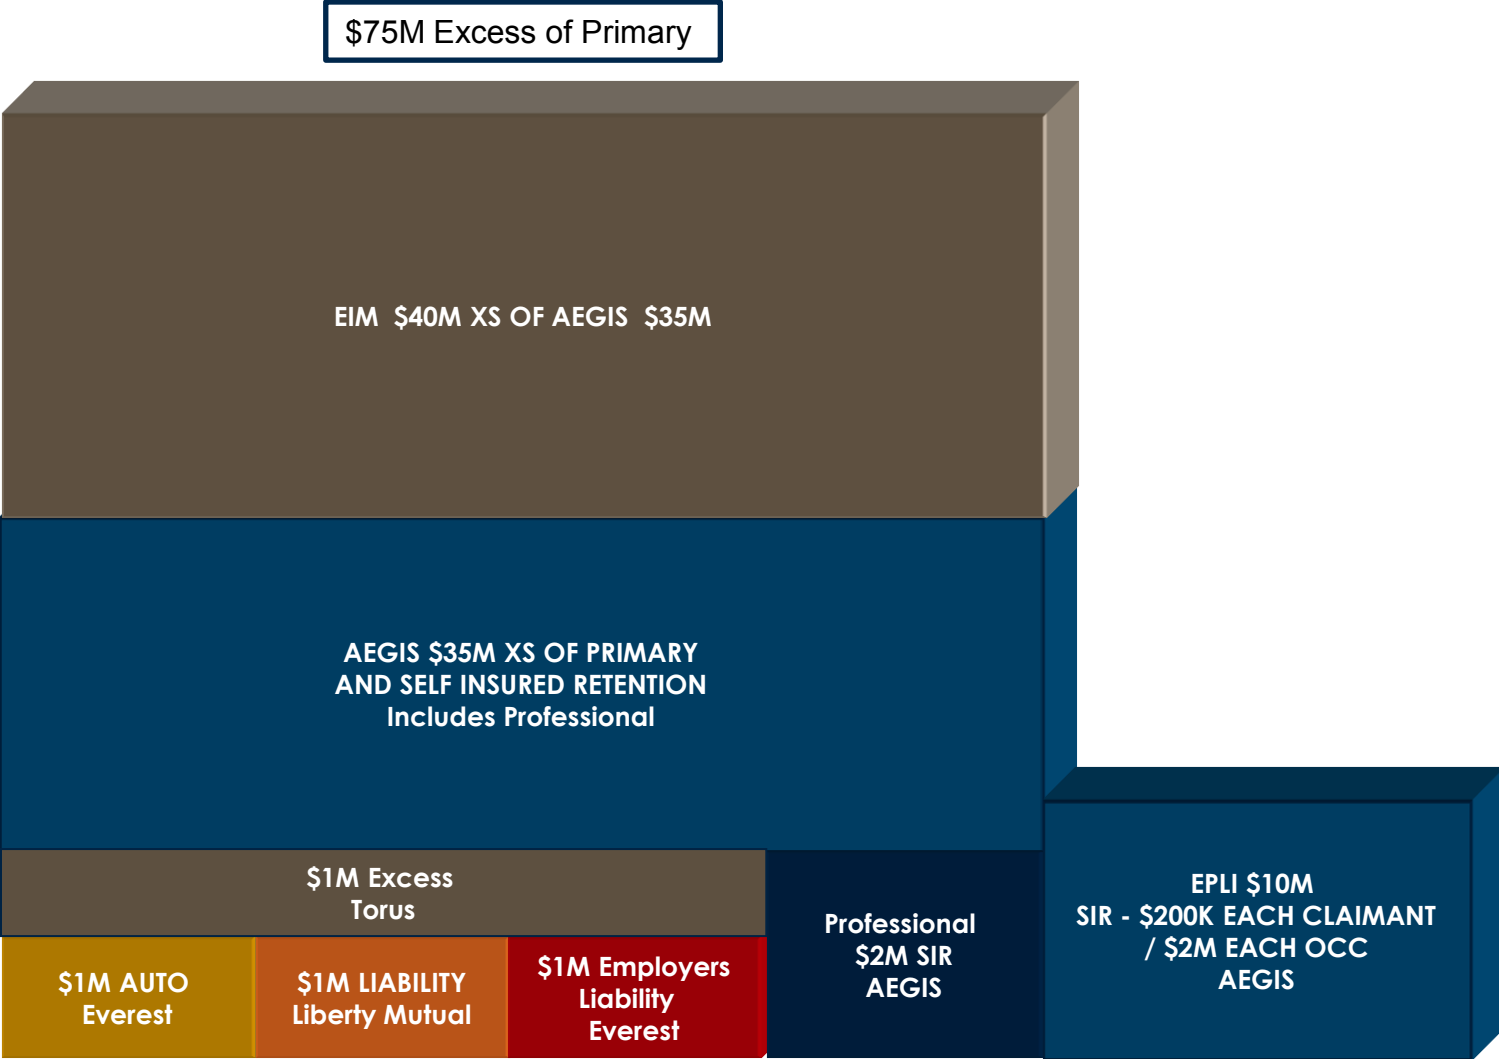 $75M Excess of Primary
EIM $40M XS OF AEGIS $35M
AEGIS $35M XS OF PRIMARY
AND SELF INSURED RETENTION
Includes Professional
$1M Excess
Torus
$1M AUTO
Everest
$1M LIABILITY
Liberty Mutual
$1M Employers
Liability
Everest
Professional
$2M SIR
AEGIS
EPLI $10M
SIR - $200K EACH CLAIMANT
/ $2M EACH OCC
AEGIS